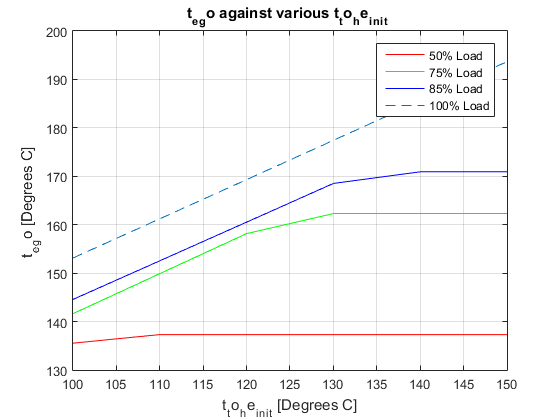 t_eg o against various t_t o_h e_init
200
190
180
170
160
150
140
130
t_eg o [Degrees C]
50% Load
75% Load
85% Load
100% Load
100 105 110 115 120 125 130 135 140 145 150
t_t o_h e_init [Degrees C]